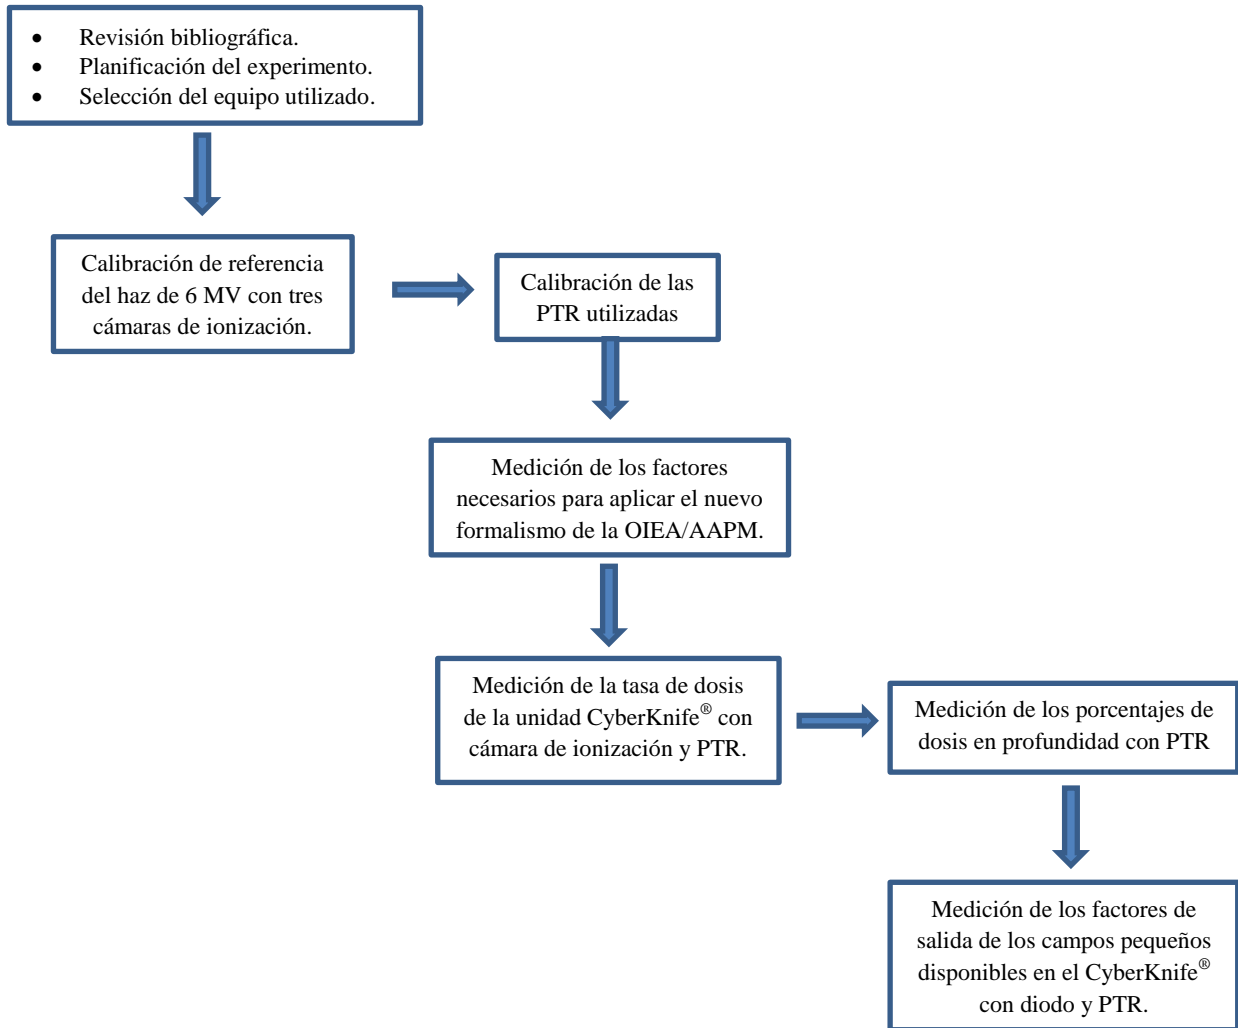 • Revisión bibliográfica.
• Planificación del experimento.
• Selección del equipo utilizado.
Calibración de referencia
del haz de 6 MV con tres
cámaras de ionización.
Calibración de las
PTR utilizadas
Medición de los factores
necesarios para aplicar el nuevo
formalismo de la OIEA/AAPM.
Medición de la tasa de dosis
de la unidad CyberKnife® con
cámara de ionización y PTR.
Medición de los porcentajes de
dosis en profundidad con PTR
Medición de los factores de
salida de los campos pequeños
disponibles en el CyberKnife®
con diodo y PTR.